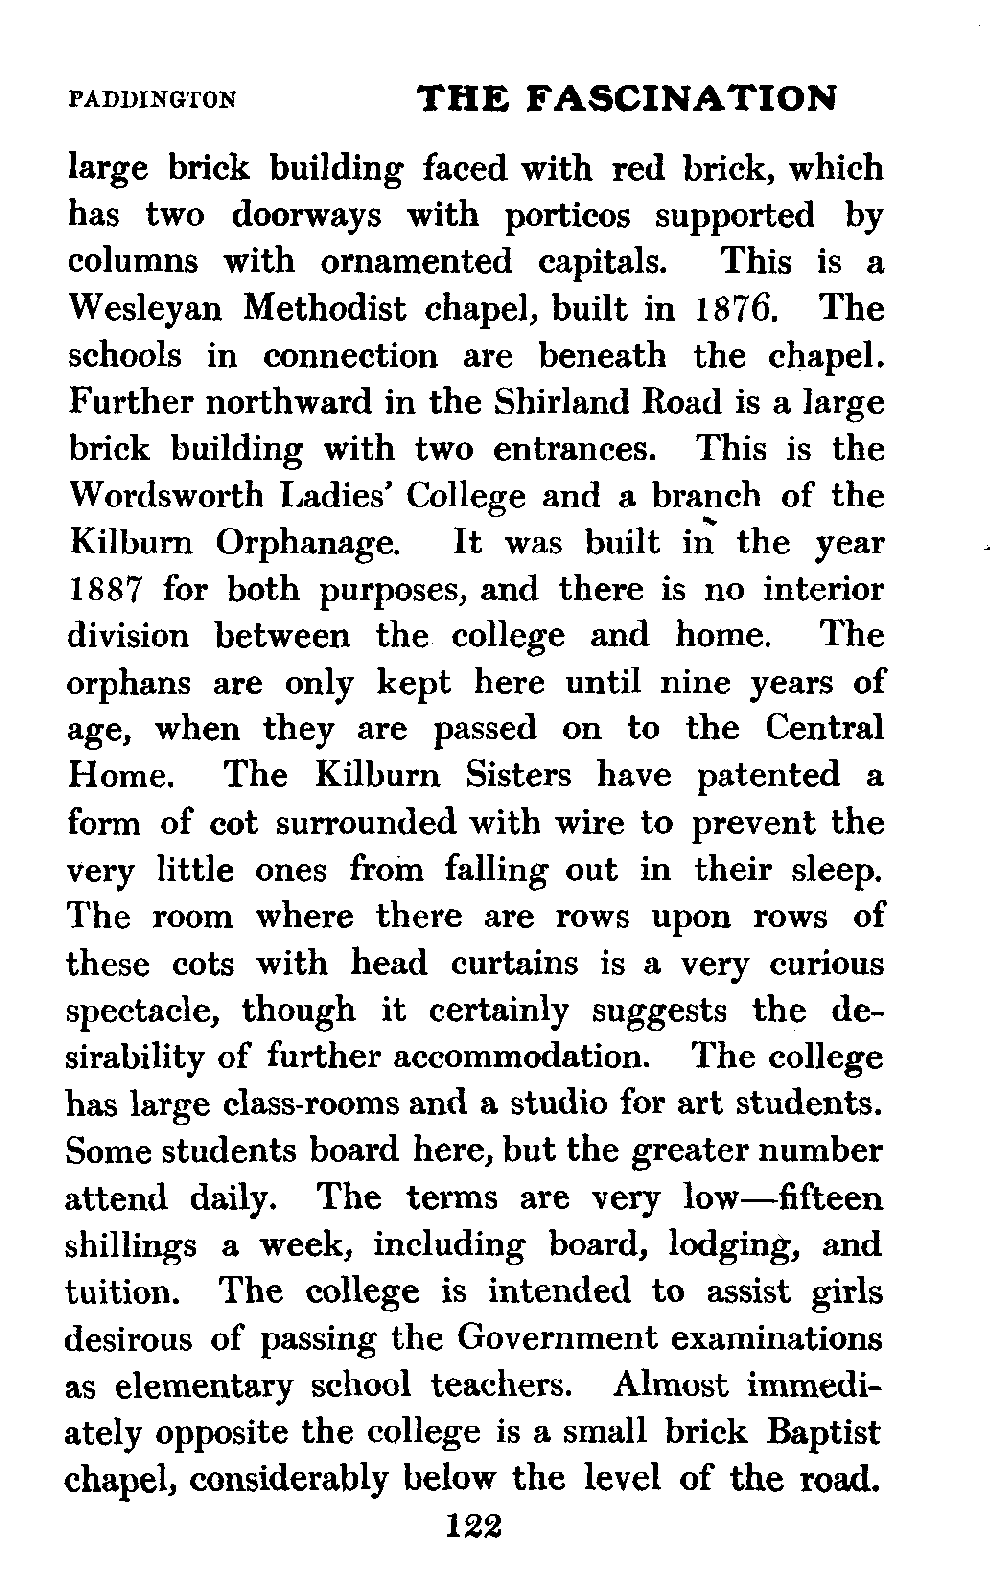 PADDINGTON THE FASCINATION
large brick building faced with red brick, which
has two doorways with porticos supported by
columns with ornamented capitals. This is a
Wesleyan Methodist chapel, built in 1876. The
schools in connection are beneath the chapel.
Further northward in the Shirland Road is a large
brick building with two entrances. This is the
Wordsworth Ladies’ College and a branch of the
Kilburn Orphanage. It was built in the year
1887 for both purposes, and there is no interior
division between the college and home. The
orphans are only kept here until nine years of
age, when they are passed on to the Central
Home. The Kilburn Sisters have patented a
form of cot surrounded with wire to prevent the
very little ones from falling out in their sleep.
The room where there are rows upon rows of
these cots with head curtains is a very curious
spectacle, though it certainly suggests the de-
sirability of further accommodation. The college
has large class-rooms and a studio for art students.
Some students board here, but the greater number
attend daily. The terms are very low—fifteen
shillings a week, including board, lodging, and
tuition. The college is intended to assist girls
desirous of passing the Government examinations
as elementary school teachers. Almost immedi-
ately opposite the college is a small brick Baptist
chapel, considerably below the level of the road.
122